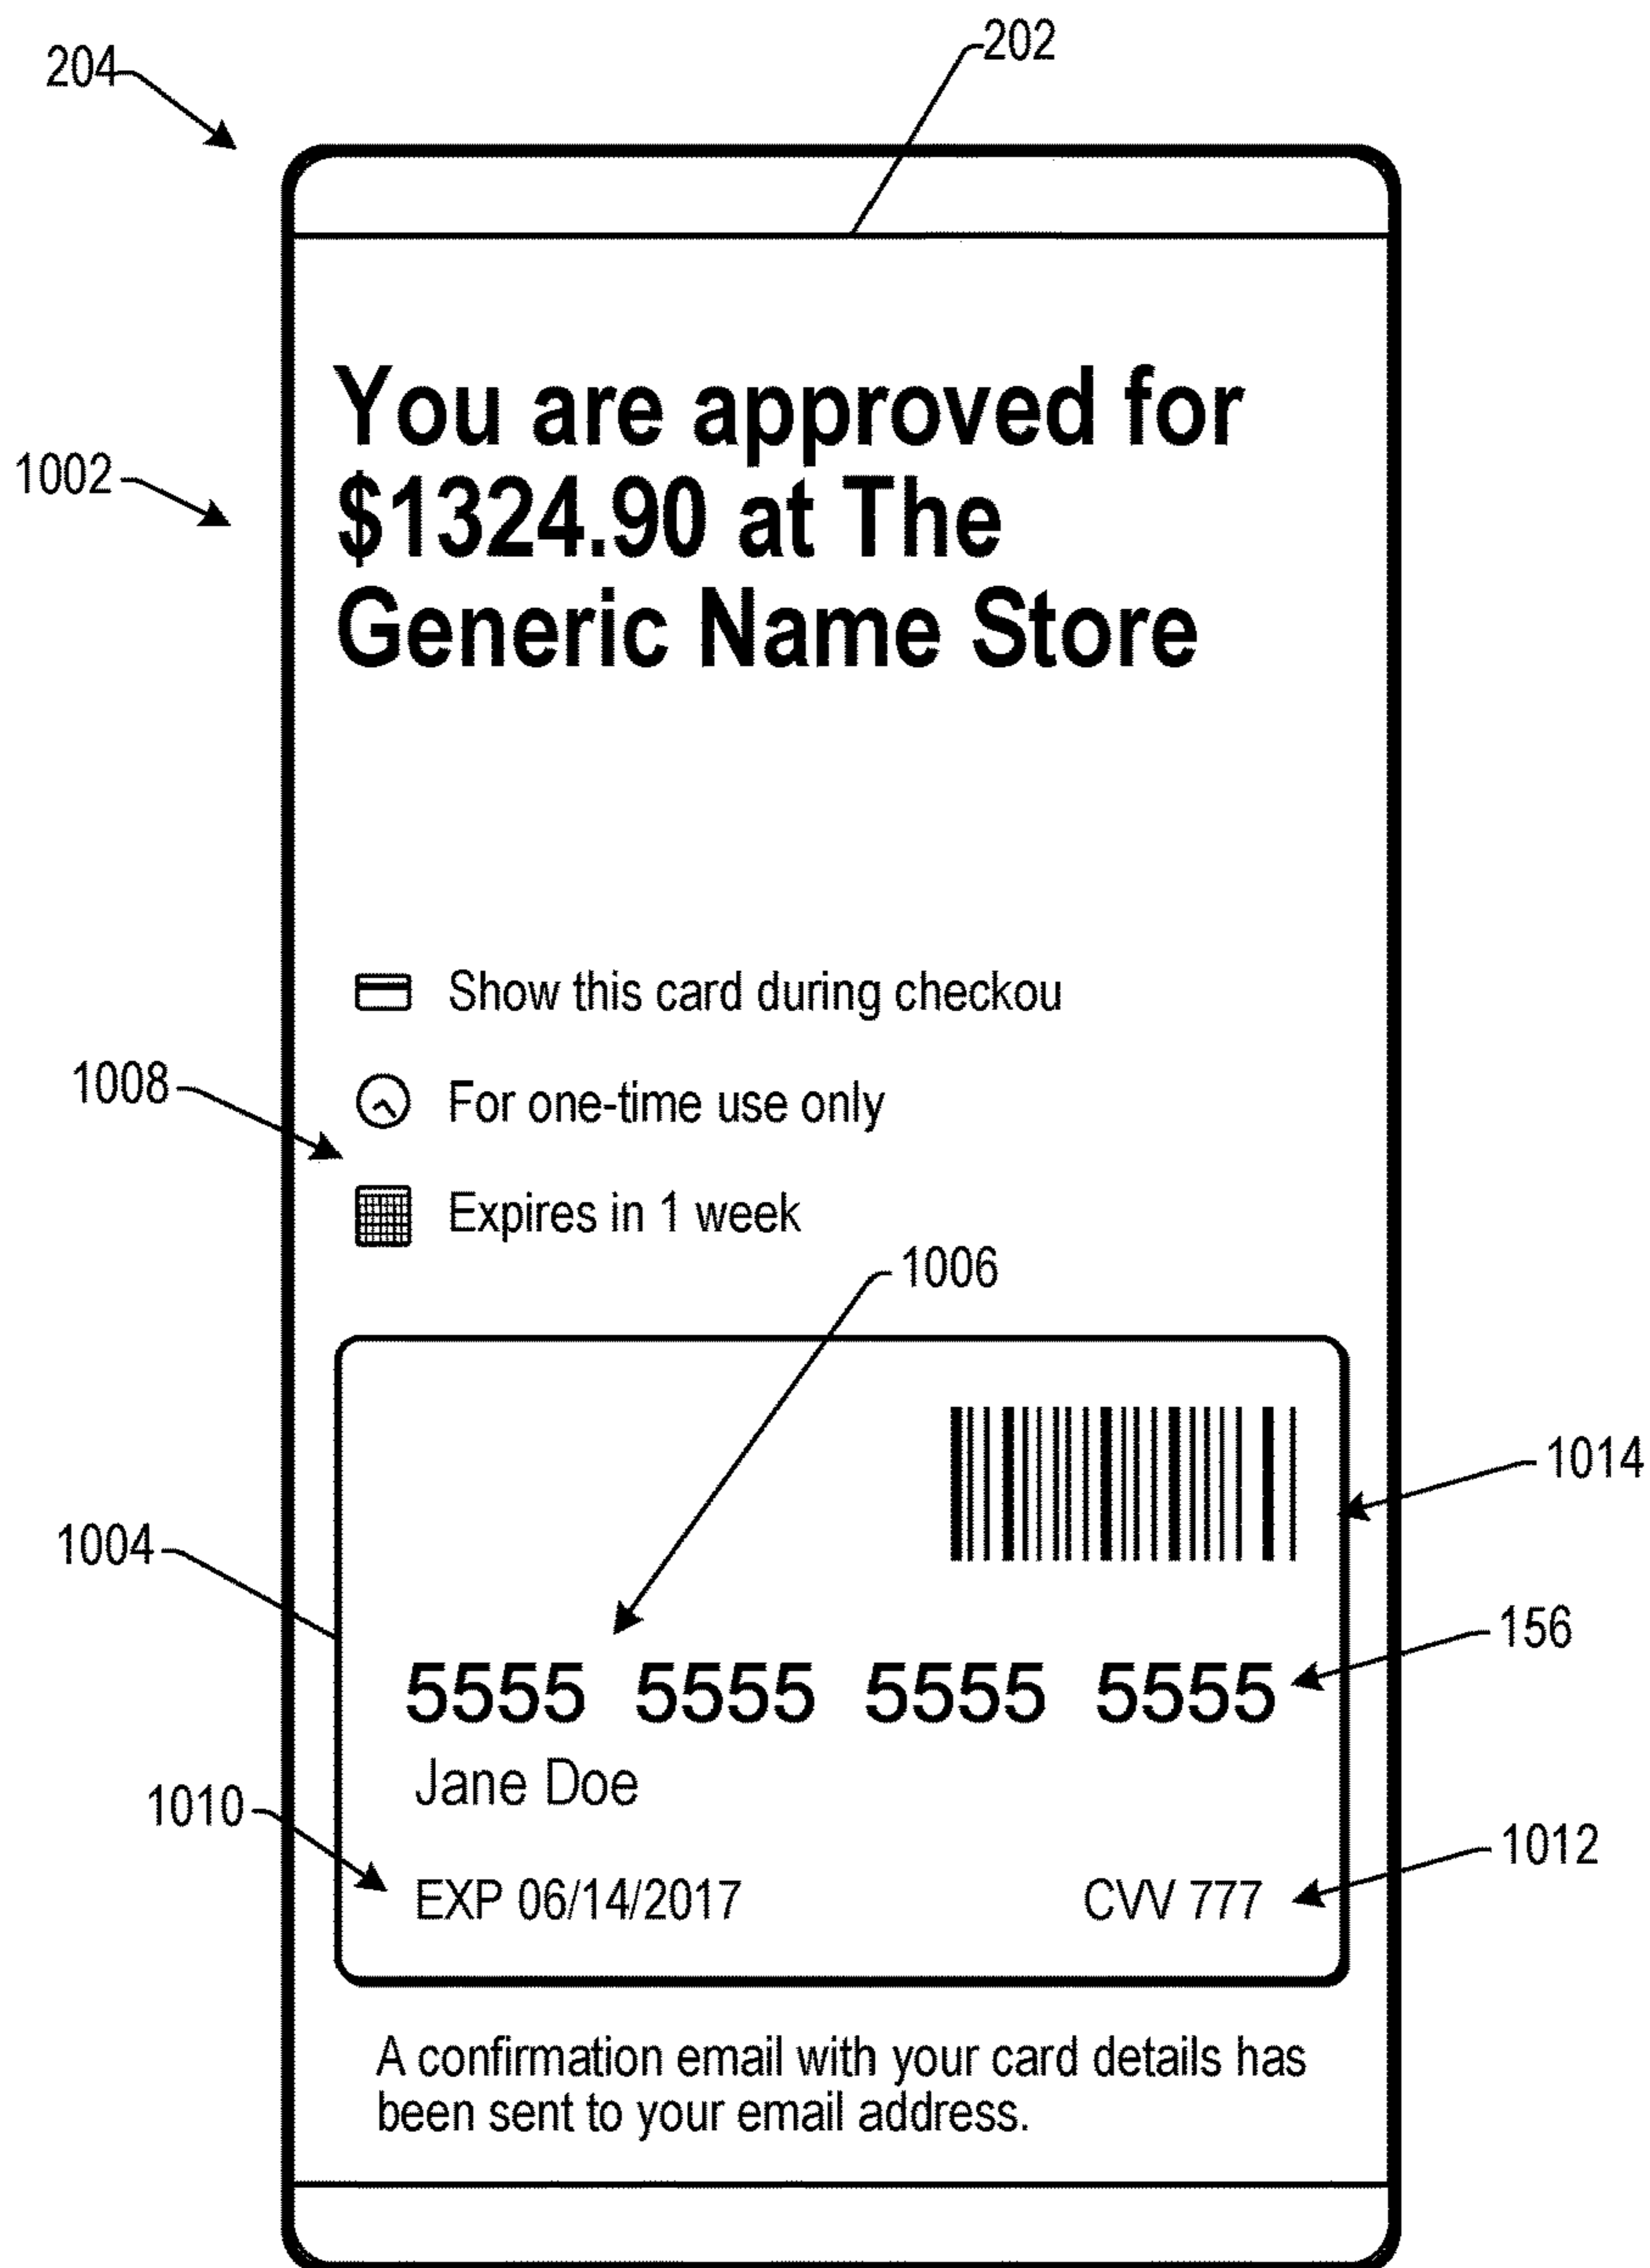 202
204
You are approved for
1002
$1324.90 at The
Generic Name Store
Show this card during checkou
1008
For one-time use only
Expires in 1 week
1006
1014
1004
156
5555 5555 5555 5555
Jane Doe
1010
1012
EXP 06/14/2017 CVV 777
A confirmation email with your card details has
been sent to your email address.